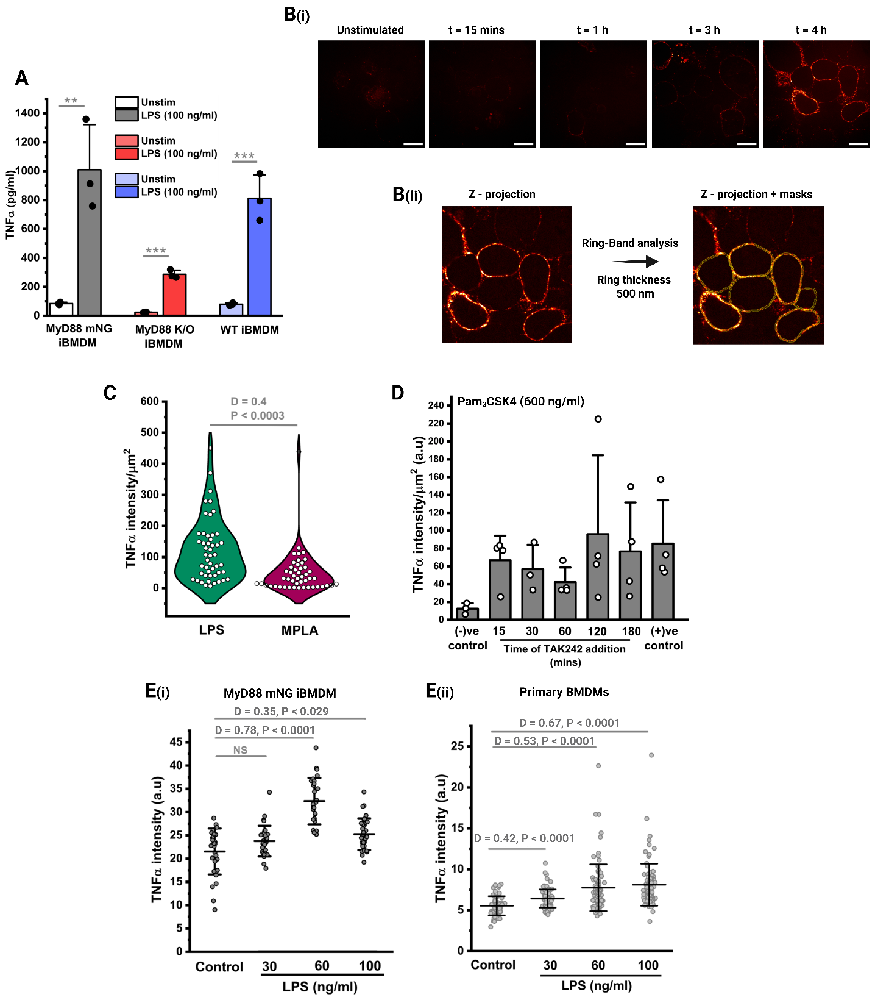 B(i)
Unstimulated
t = 15 mins
t = 1 h
t = 3 h
t = 4 h
A
TNFα (pg/ml)
1400
1200
1000
800
600
400
200
0
**
***
***
Unstim
LPS (100 ng/ml)
Unstim
LPS (100 ng/ml)
Unstim
LPS (100 ng/ml)
MyD88 mNG
iBMDM
MyD88 K/O
iBMDM
WT iBMDM
B(ii)
Z - projection
Z - projection + masks
Ring-Band analysis
Ring thickness
500 nm
C
TNFα intensity/μm²
600
500
400
300
200
100
0
D = 0.4
P < 0.0003
LPS
MPLA
D
Pam₃CSK4 (600 ng/ml)
TNFα intensity/μm² (a.u)
240
220
200
180
160
140
120
100
80
60
40
20
0
(-)ve
control
15
30
60
120
180
(+)ve
control
Time of TAK242 addition
(mins)
E(i)
MyD88 mNG iBMDM
D = 0.35, P < 0.029
D = 0.78, P < 0.0001
NS
TNFα intensity (a.u)
45
40
35
30
25
20
15
10
5
0
Control
30
60
100
LPS (ng/ml)
E(ii)
Primary BMDMs
D = 0.67, P < 0.0001
D = 0.53, P < 0.0001
D = 0.42, P < 0.0001
TNFα intensity (a.u)
25
20
15
10
5
0
Control
30
60
100
LPS (ng/ml)